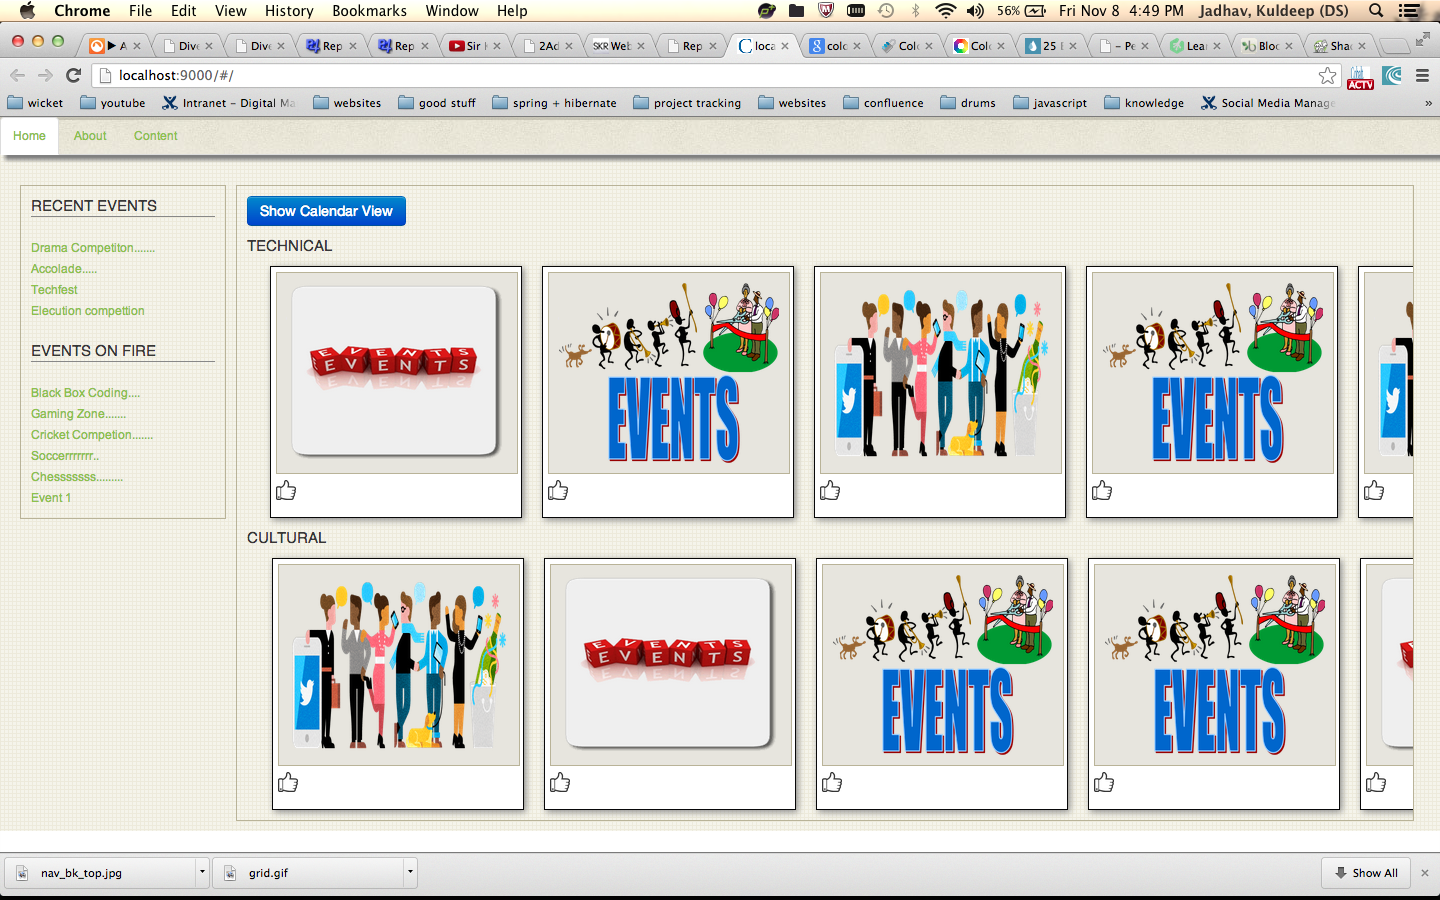 Chrome File Edit View History Bookmarks Window Help 56% Fri Nov 8 4:49 PM Jadhav, Kuldeep (DS)
A Dive Dive Rep Rep Sir 2Ad SKR Web Rep loca colo Colo Colo 25 – Pe Lear Bloc Sha
localhost:9000/#/ ACTV
wicket youtube Intranet – Digital Ma websites good stuff spring + hibernate project tracking websites confluence drums javascript knowledge Social Media Manage »
Home About Content
RECENT EVENTS
Drama Competiton.......
Accolade.....
Techfest
Elecution compettion
EVENTS ON FIRE
Black Box Coding....
Gaming Zone.......
Cricket Competion.......
Soccerrrrrrr..
Chesssssss.........
Event 1
Show Calendar View
TECHNICAL
EVENTS
EVENTS
EVENTS
CULTURAL
EVENTS
EVENTS
EVENTS
nav_bk_top.jpg grid.gif Show All